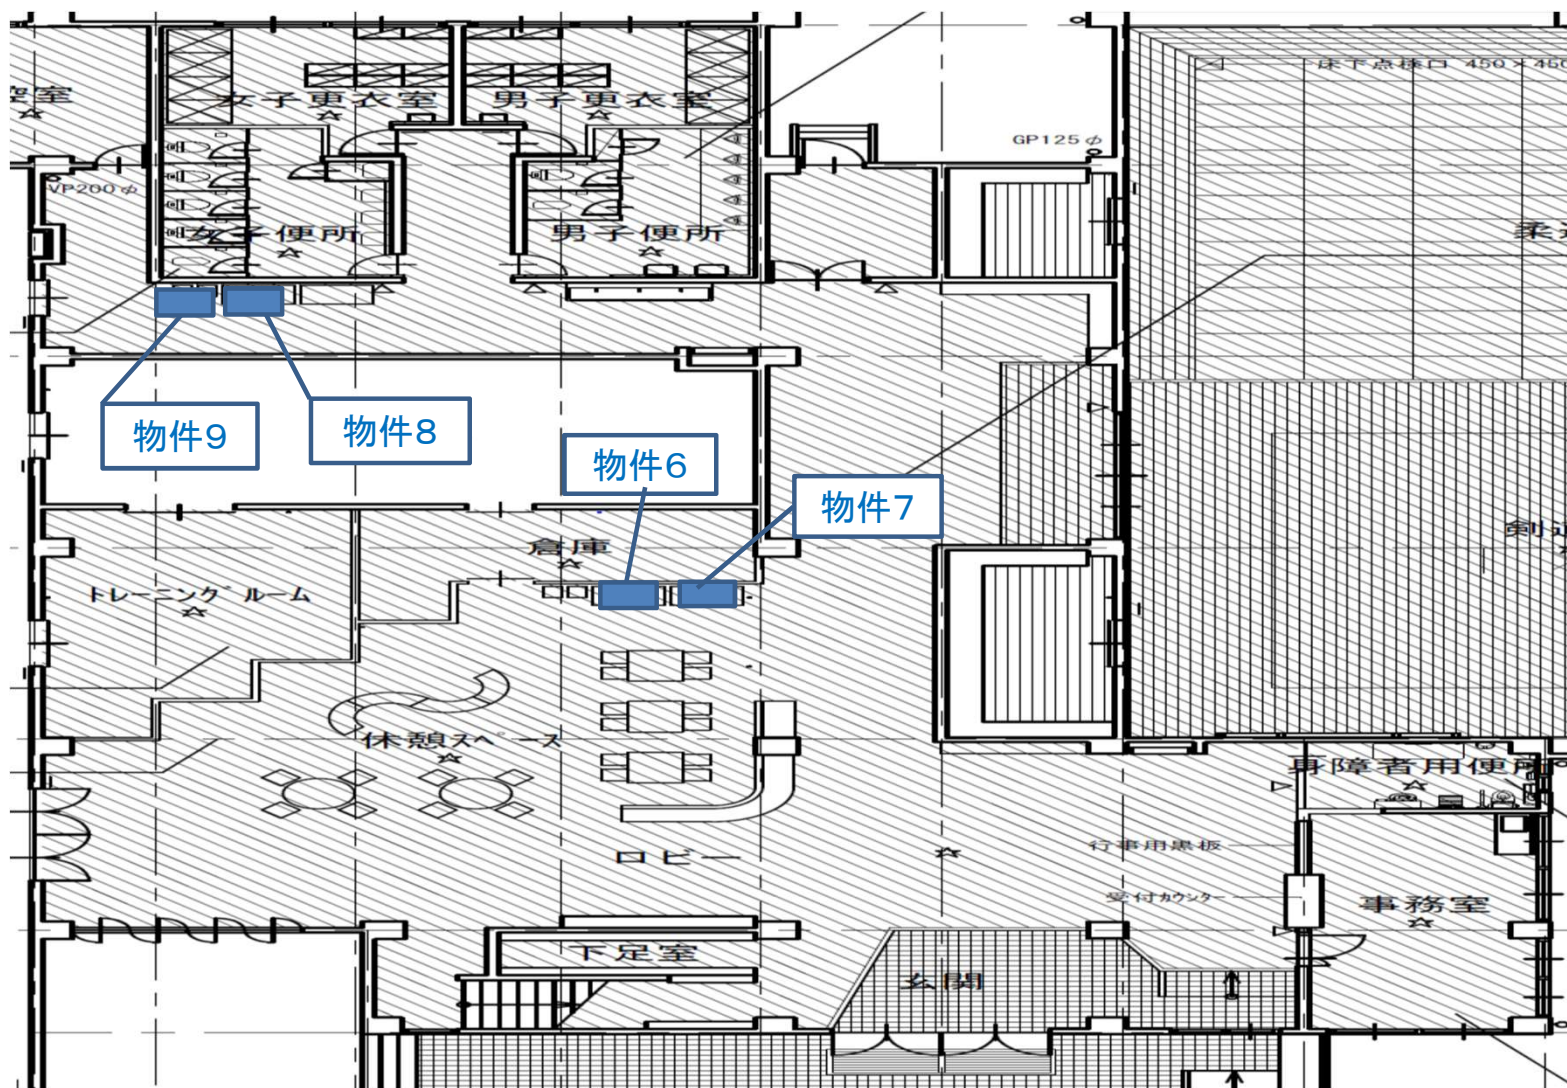 床下点検口 450×450
女子更衣室
男子更衣室
GP125φ
VP200φ
女子便所
男子便所
物件9
物件8
物件6
物件7
倉庫
トレーニングルーム
休憩スペース
身障者用便所
ロビー
行事用黒板
受付カウンター
事務室
下足室
玄関